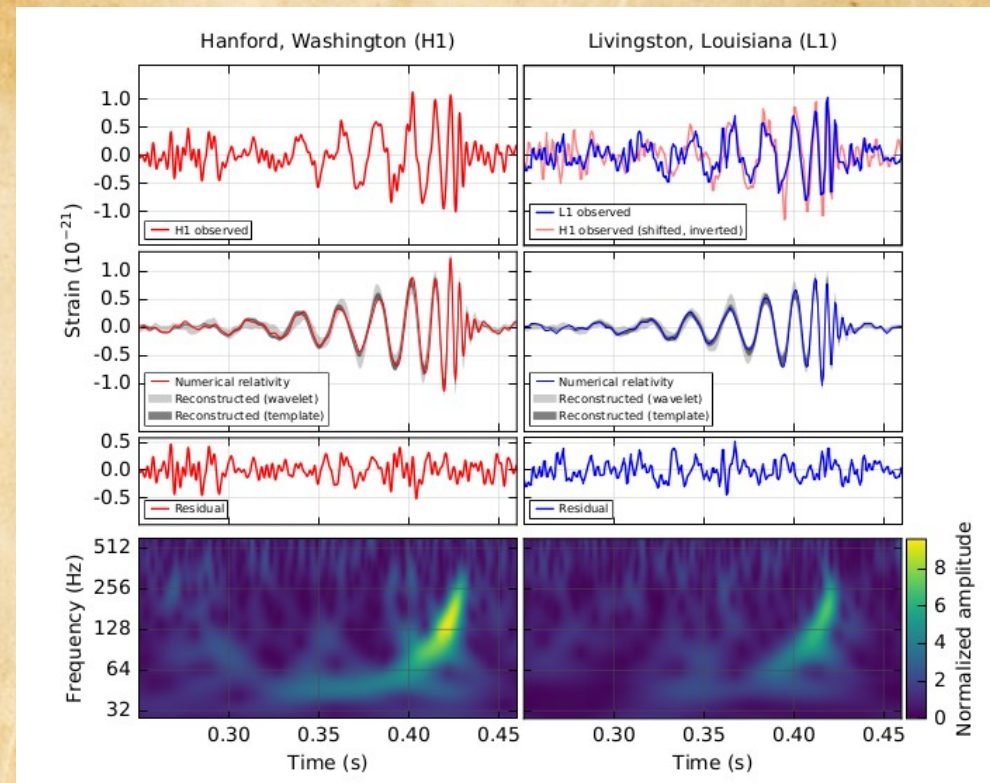 Hanford, Washington (H1)
Livingston, Louisiana (L1)
Strain (10⁻²¹)
1.0
0.5
0.0
-0.5
-1.0
H1 observed
L1 observed
H1 observed (shifted, inverted)
1.0
0.5
0.0
-0.5
-1.0
Numerical relativity
Reconstructed (wavelet)
Reconstructed (template)
Numerical relativity
Reconstructed (wavelet)
Reconstructed (template)
0.5
0.0
-0.5
Residual
Residual
Frequency (Hz)
512
256
128
64
32
Normalized amplitude
8
6
4
2
0
0.30 0.35 0.40 0.45
0.30 0.35 0.40 0.45
Time (s)
Time (s)